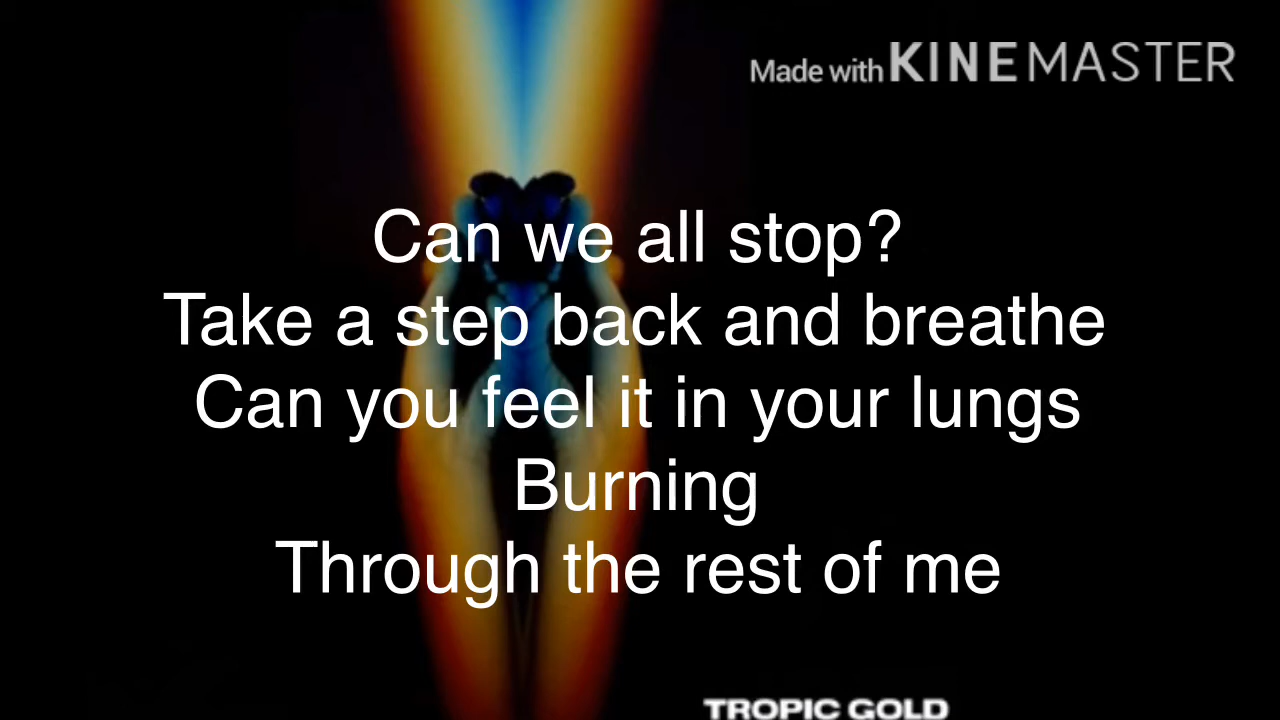 Made with KINEMASTER
Can we all stop?
Take a step back and breathe
Can you feel it in your lungs
Burning
Through the rest of me
TROPIC GOLD